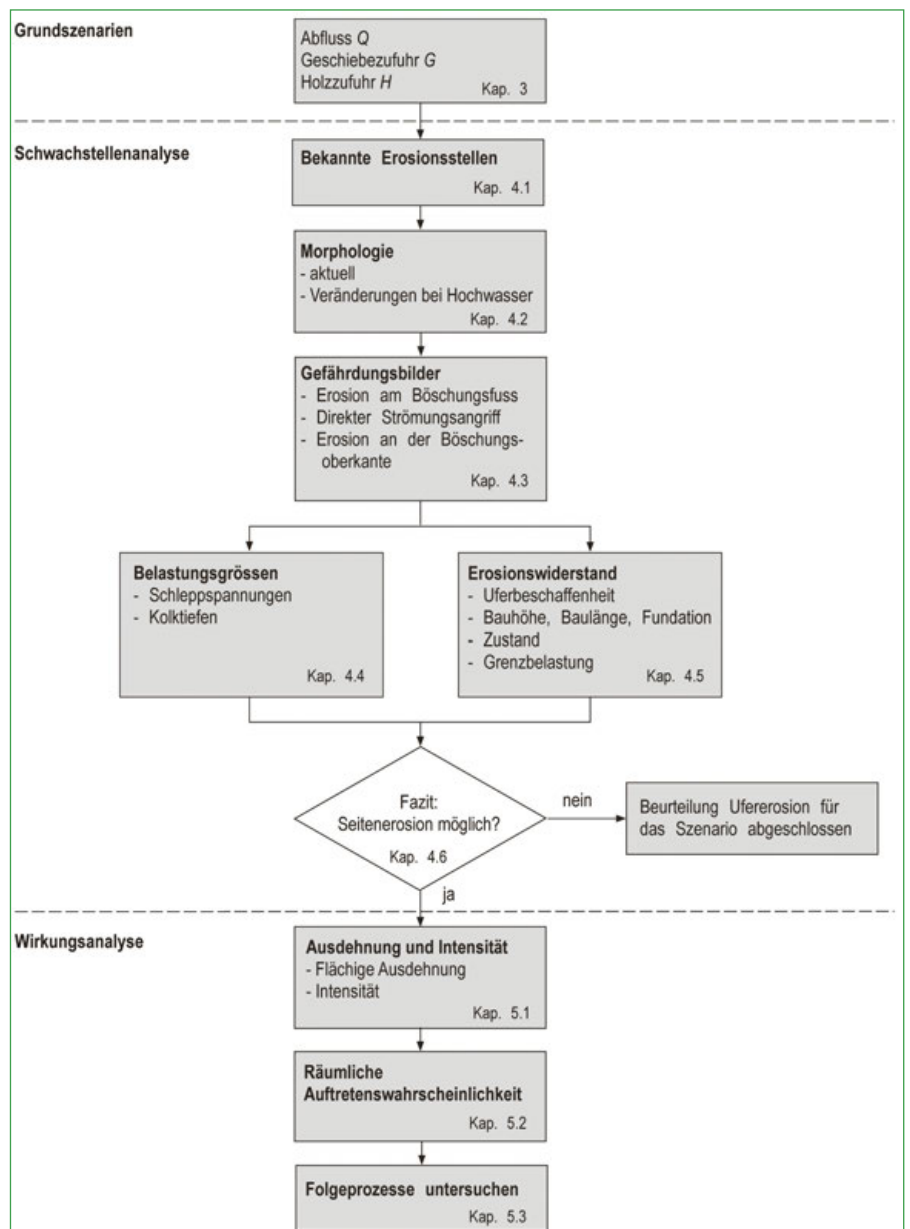 Grundszenarien
Abfluss Q
Geschiebezufuhr G
Holzzufuhr H
Kap. 3
Schwachstellenanalyse
Bekannte Erosionsstellen
Kap. 4.1
Morphologie
- aktuell
- Veränderungen bei Hochwasser
Kap. 4.2
Gefährdungsbilder
- Erosion am Böschungsfuss
- Direkter Strömungsangriff
- Erosion an der Böschungs-
oberkante
Kap. 4.3
Belastungsgrössen
- Schleppspannungen
- Kolktiefen
Kap. 4.4
Erosionswiderstand
- Uferbeschaffenheit
- Bauhöhe, Baulänge, Fundation
- Zustand
- Grenzbelastung
Kap. 4.5
Fazit:
Seitenerosion möglich?
Kap. 4.6
nein
Beurteilung Ufererosion für
das Szenario abgeschlossen
ja
Wirkungsanalyse
Ausdehnung und Intensität
- Flächige Ausdehnung
- Intensität
Kap. 5.1
Räumliche
Auftretenswahrscheinlichkeit
Kap. 5.2
Folgeprozesse untersuchen
Kap. 5.3